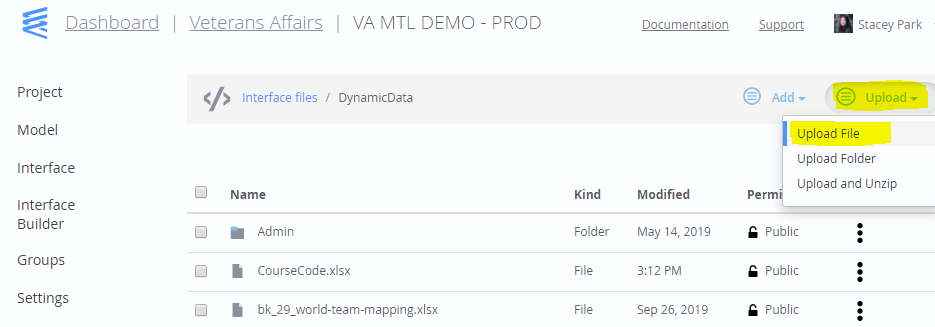 Dashboard | Veterans Affairs | VA MTL DEMO - PROD
Documentation Support Stacey Park
Project
Model
Interface
Interface
Builder
Groups
Settings
Interface files / DynamicData
Add Upload
Upload File
Upload Folder
Upload and Unzip
Name Kind Modified Permi
Admin Folder May 14, 2019 Public
CourseCode.xlsx File 3:12 PM Public
bk_29_world-team-mapping.xlsx File Sep 26, 2019 Public